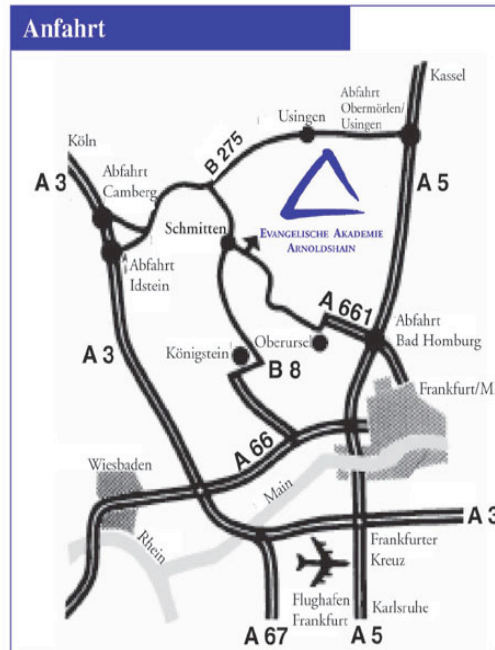 Anfahrt
Kassel
Abfahrt
Obermörlen/
Usingen
Usingen
Köln
B 275
Abfahrt
Camberg
A 3
A 5
Schmitten
EVANGELISCHE AKADEMIE
ARNOLDSHAIN
Abfahrt
Idstein
A 661
Abfahrt
Bad Homburg
Oberursel
A 3
Königstein
B 8
Frankfurt/M.
A 66
Wiesbaden
Main
A 3
Rhein
Frankfurter
Kreuz
Flughafen
Frankfurt
Karlsruhe
A 67
A 5